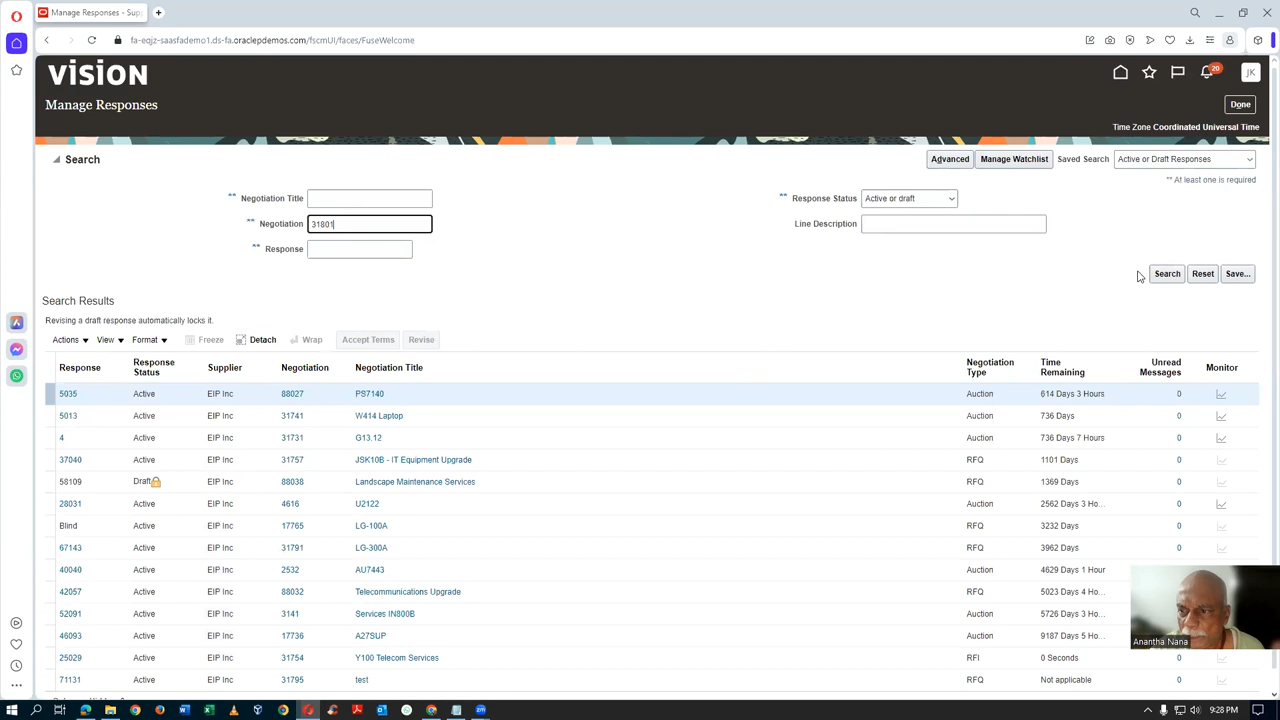 Manage Responses - Sup
fa-eqjz-saasfademo1.ds-fa.oraclepdemos.com/fscmUI/faces/FuseWelcome
vision
20
JK
Manage Responses
Done
Time Zone Coordinated Universal Time
Search
Advanced
Manage Watchlist
Saved Search
Active or Draft Responses
** At least one is required
** Negotiation Title
** Response Status
Active or draft
** Negotiation
31801
Line Description
** Response
Search
Reset
Save...
Search Results
Revising a draft response automatically locks it.
Actions
View
Format
Freeze
Detach
Wrap
Accept Terms
Revise
Response
Response Status
Supplier
Negotiation
Negotiation Title
Negotiation Type
Time Remaining
Unread Messages
Monitor
5035 Active EIP Inc 88027 PS7140 Auction 614 Days 3 Hours 0
5013 Active EIP Inc 31741 W414 Laptop Auction 736 Days 0
4 Active EIP Inc 31731 G13.12 Auction 736 Days 7 Hours 0
37040 Active EIP Inc 31757 JSK10B - IT Equipment Upgrade RFQ 1101 Days 0
58109 Draft EIP Inc 88038 Landscape Maintenance Services RFQ 1369 Days 0
28031 Active EIP Inc 4616 U2122 Auction 2562 Days 3 Ho... 0
Blind Active EIP Inc 17765 LG-100A RFQ 3232 Days 0
67143 Active EIP Inc 31791 LG-300A RFQ 3962 Days 0
40040 Active EIP Inc 2532 AU7443 Auction 4629 Days 1 Hour
42057 Active EIP Inc 88032 Telecommunications Upgrade RFQ 5023 Days 4 Ho...
52091 Active EIP Inc 3141 Services IN800B Auction 5726 Days 3 Ho...
46093 Active EIP Inc 17736 A27SUP Auction 9187 Days 5 Ho...
25029 Active EIP Inc 31754 Y100 Telecom Services RFI 0 Seconds 0
71131 Active EIP Inc 31795 test RFQ Not applicable 0
Anantha Nana
9:28 PM